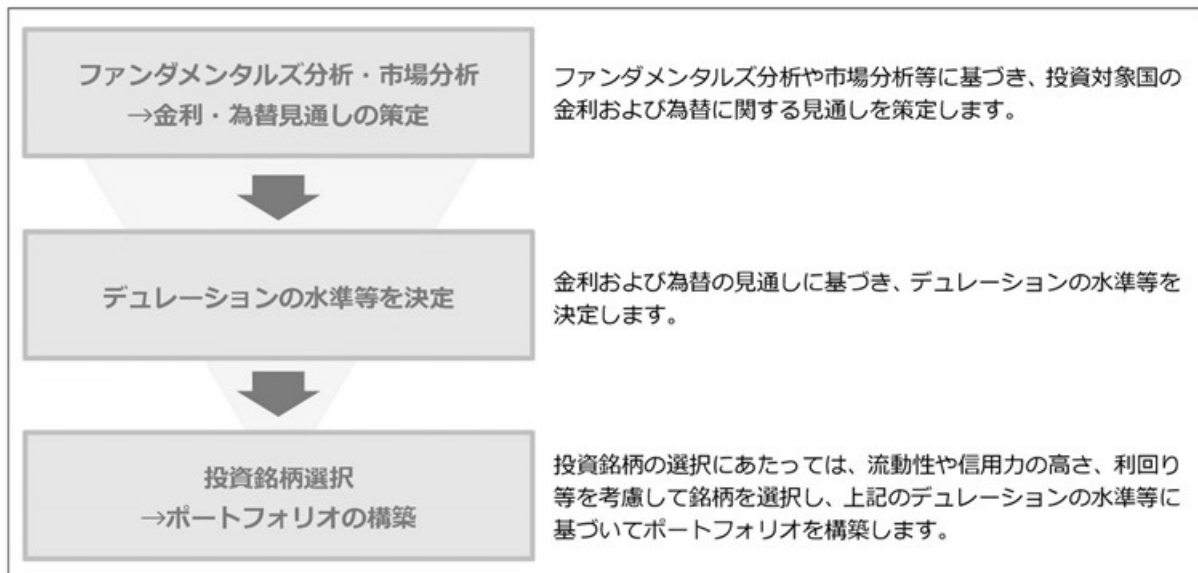 ファンダメンタルズ分析・市場分析
→金利・為替見通しの策定
ファンダメンタルズ分析や市場分析等に基づき、投資対象国の
金利および為替に関する見通しを策定します。
デュレーションの水準等を決定
金利および為替の見通しに基づき、デュレーションの水準等を
決定します。
投資銘柄選択
→ポートフォリオの構築
投資銘柄の選択にあたっては、流動性や信用力の高さ、利回り
等を考慮して銘柄を選択し、上記のデュレーションの水準等に
基づいてポートフォリオを構築します。